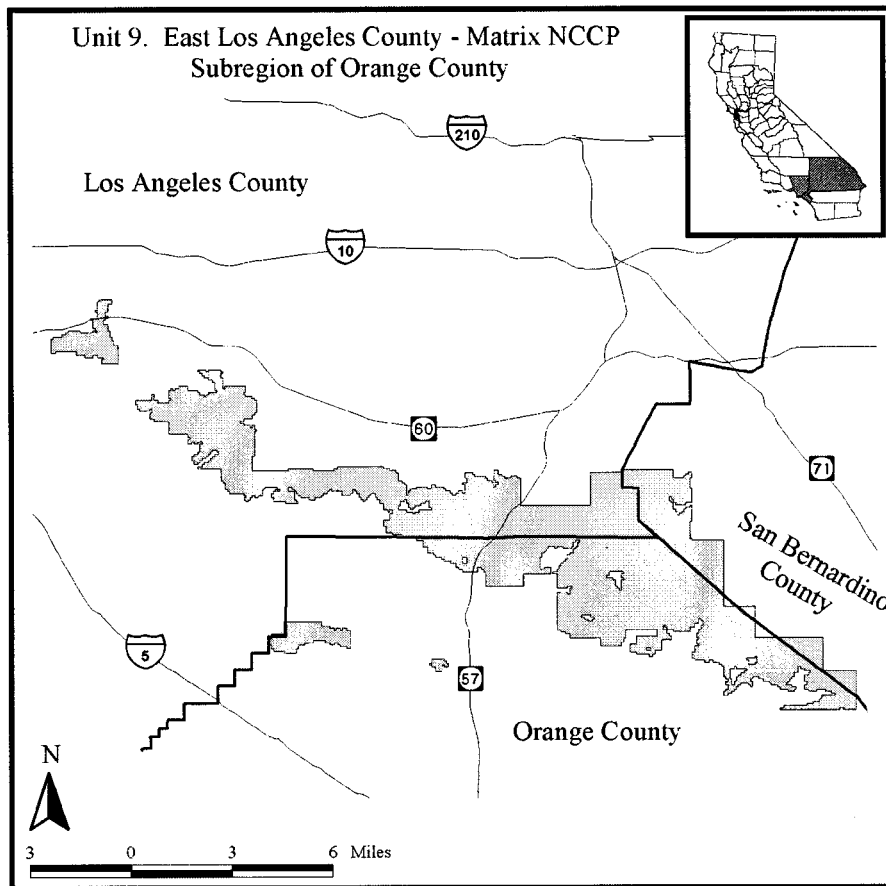 Unit 9. East Los Angeles County - Matrix NCCP
Subregion of Orange County
210
Los Angeles County
10
60
71
San Bernardino
County
5
57
Orange County
N
3 0 3 6 Miles